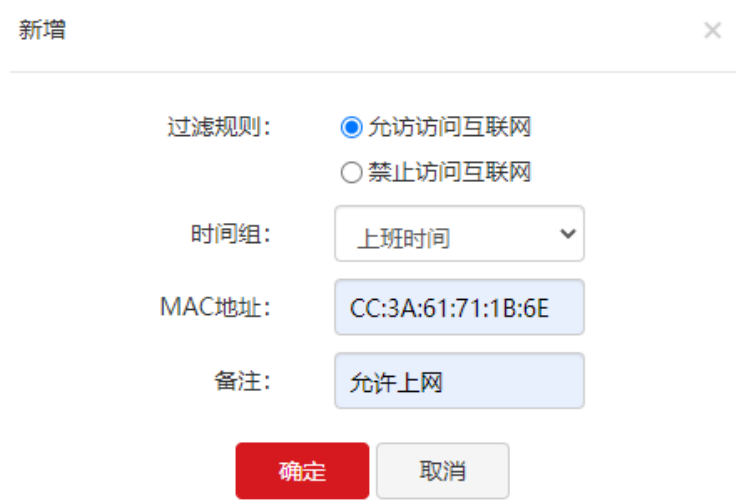 新增
过滤规则：
允访访问互联网
禁止访问互联网
时间组：
上班时间
MAC地址：
CC:3A:61:71:1B:6E
备注：
允许上网
确定
取消